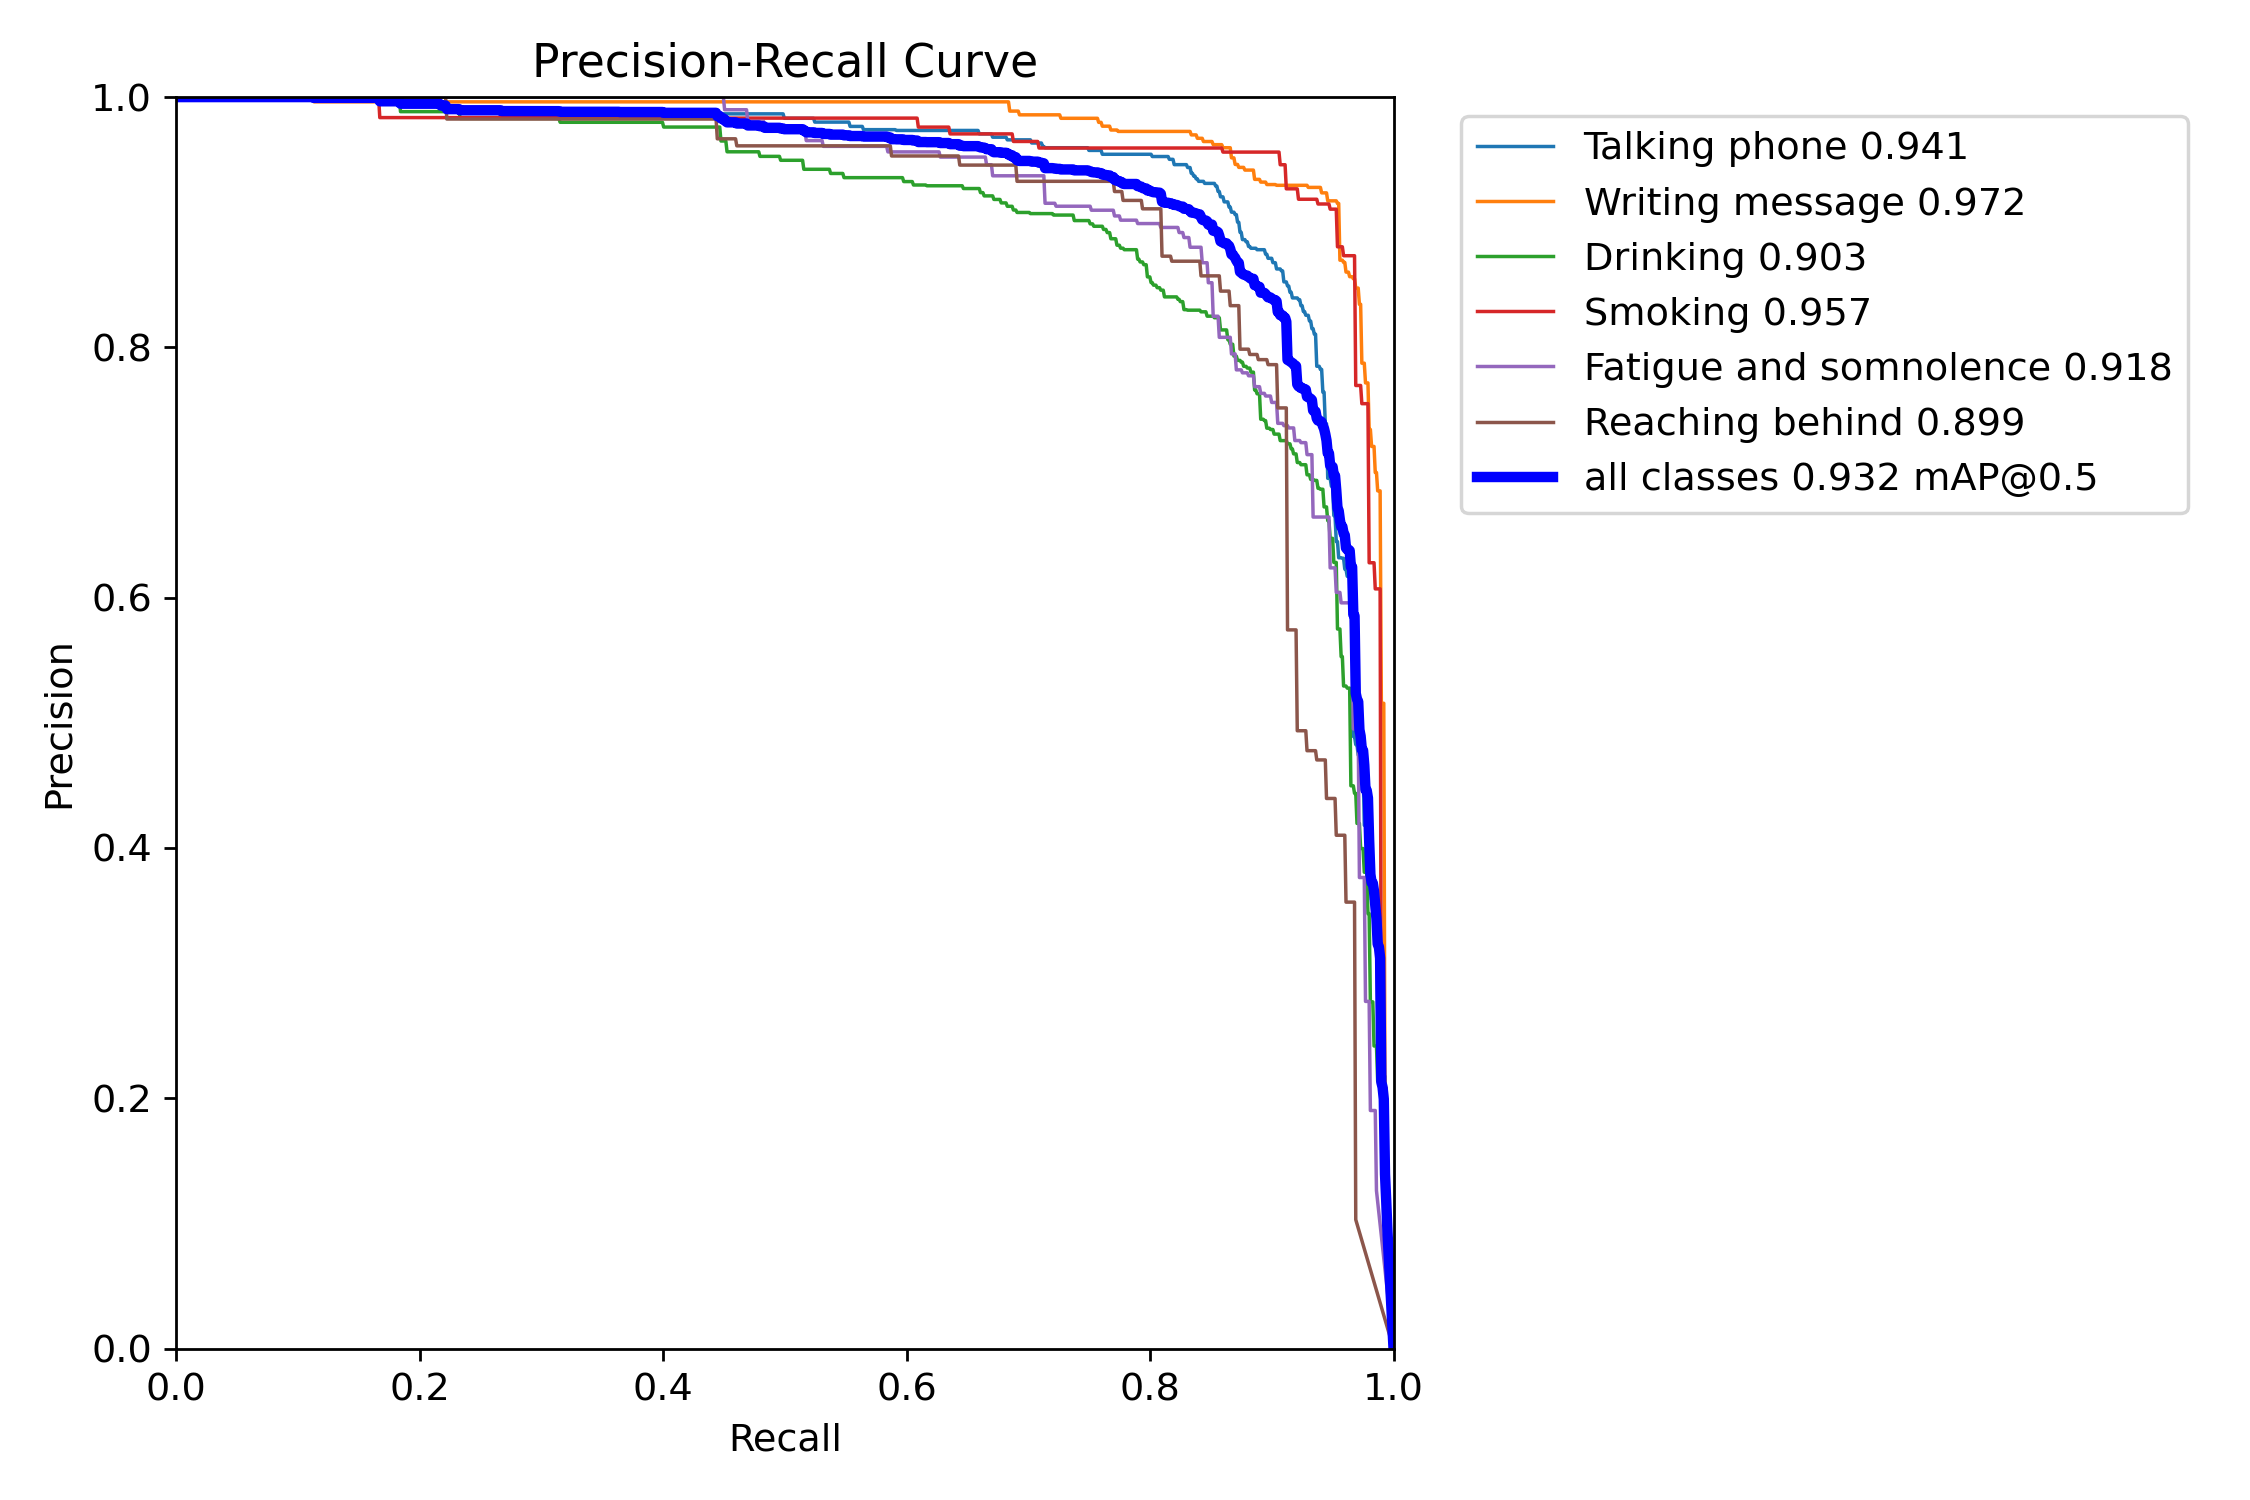 Precision-Recall Curve
1.0
0.8
0.6
0.4
0.2
0.0
Precision
0.0 0.2 0.4 0.6 0.8 1.0
Recall
Talking phone 0.941
Writing message 0.972
Drinking 0.903
Smoking 0.957
Fatigue and somnolence 0.918
Reaching behind 0.899
all classes 0.932 mAP@0.5